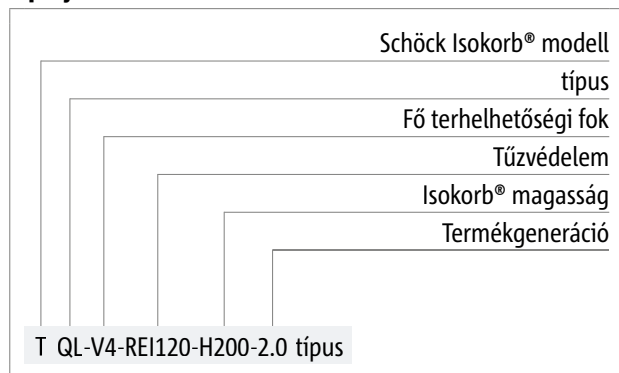 Schöck Isokorb® modell
típus
Fő terhelhetőségi fok
Tűzvédelem
Isokorb® magasság
Termékgeneráció
T QL-V4-REI120-H200-2.0 típus